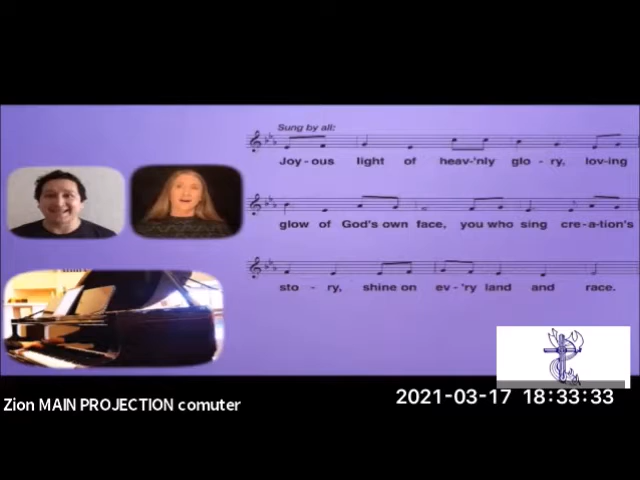 Sung by all:
Joy - ous light of heav-'nly glo - ry, lov-ing
glow of God's own face, you who sing cre-a-tion's
sto - ry, shine on ev-'ry land and race.
Zion MAIN PROJECTION comuter
2021-03-17 18:33:33